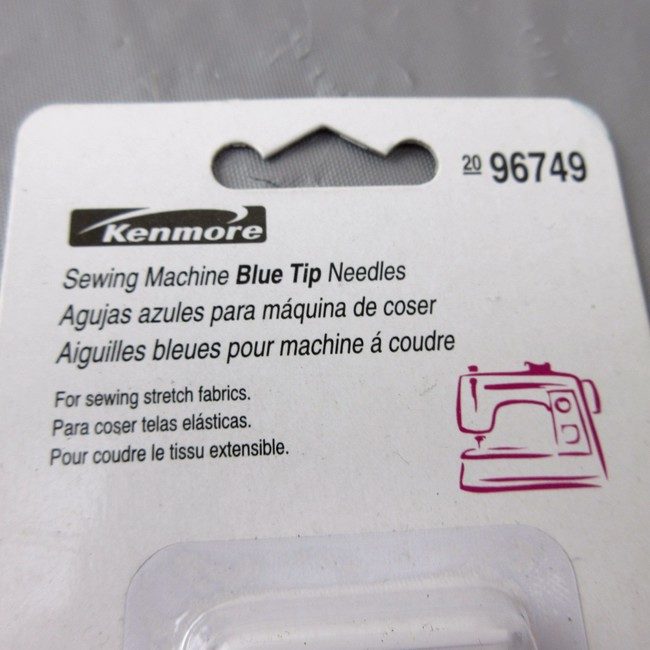 20 96749
Kenmore
Sewing Machine Blue Tip Needles
Agujas azules para máquina de coser
Aiguilles bleues pour machine á coudre
For sewing stretch fabrics.
Para coser telas elásticas.
Pour coudre le tissu extensible.